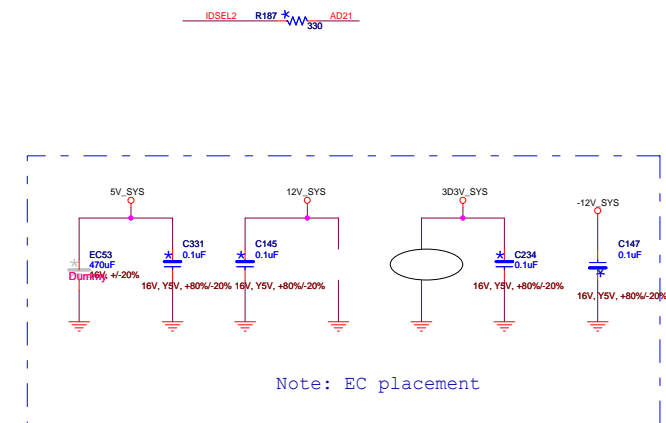 IDSEL2 R187 AD21
330
5V_SYS 12V_SYS 3D3V_SYS -12V_SYS
EC53 C331 C145 C234 C147
470uF 0.1uF 0.1uF 0.1uF 0.1uF
Dummy 16V, +/-20%
16V, Y5V, +80%/-20% 16V, Y5V, +80%/-20% 16V, Y5V, +80%/-20% 16V, Y5V, +80%/-20%
Note: EC placement